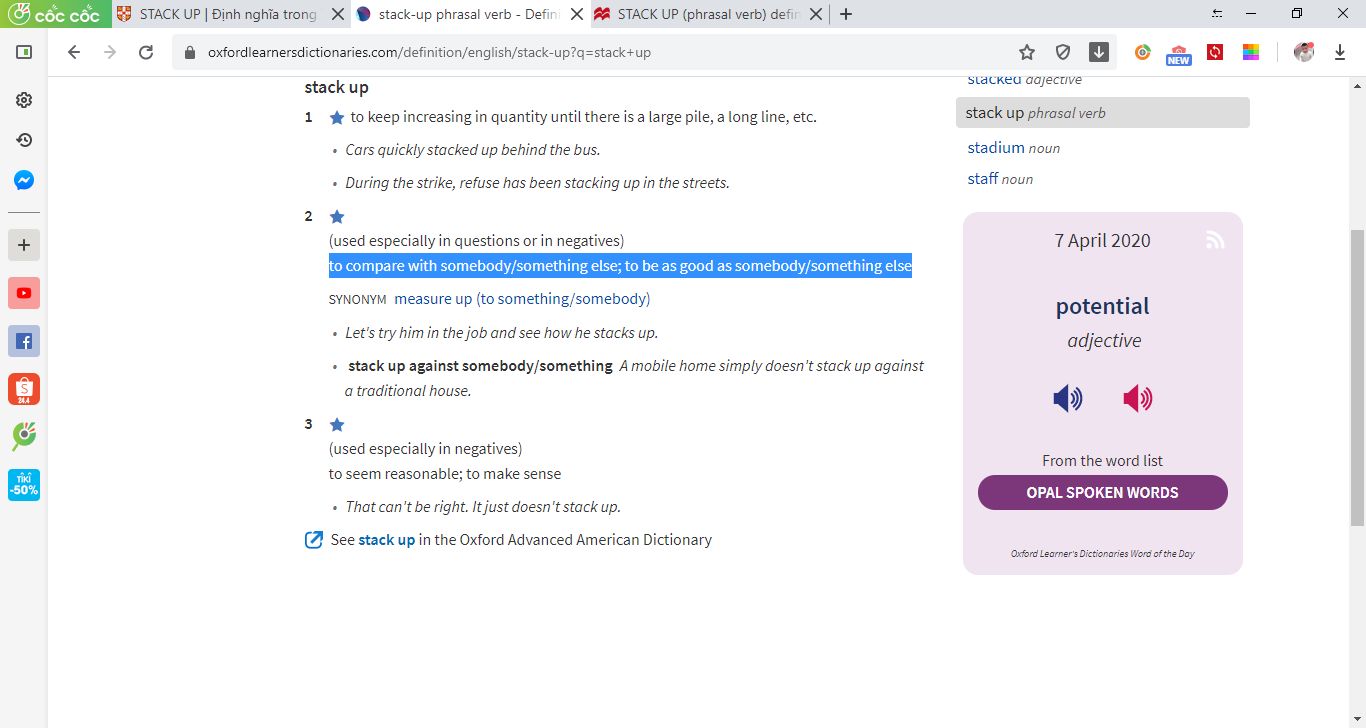 cốc cốc
STACK UP | Định nghĩa trong
stack-up phrasal verb - Defin
STACK UP (phrasal verb) defin
oxfordlearnersdictionaries.com/definition/english/stack-up?q=stack+up
NEW
stack up
1 to keep increasing in quantity until there is a large pile, a long line, etc.
• Cars quickly stacked up behind the bus.
• During the strike, refuse has been stacking up in the streets.
2
(used especially in questions or in negatives)
to compare with somebody/something else; to be as good as somebody/something else
SYNONYM measure up (to something/somebody)
• Let's try him in the job and see how he stacks up.
• stack up against somebody/something A mobile home simply doesn't stack up against
a traditional house.
3
(used especially in negatives)
to seem reasonable; to make sense
• That can't be right. It just doesn't stack up.
See stack up in the Oxford Advanced American Dictionary
stacked adjective
stack up phrasal verb
stadium noun
staff noun
7 April 2020
potential
adjective
From the word list
OPAL SPOKEN WORDS
Oxford Learner's Dictionaries Word of the Day
S
24.4
TIKI
-50%